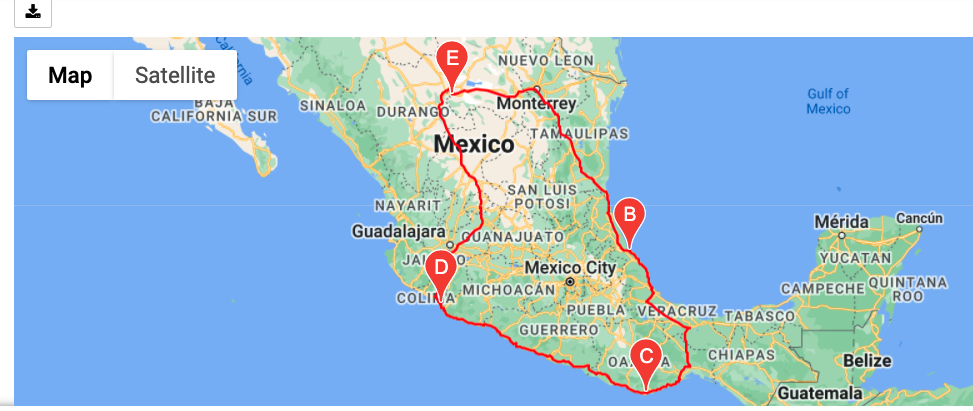 California
E
NUEVO LEON
Map
Satellite
Gulf of
Mexico
BAJA
CALIFORNIA SUR
SINALOA
DURANGO
Monterrey
TAMAULIPAS
Mexico
SAN LUIS
POTOSI
NAYARIT
B
Guadalajara
GUANAJUATO
Mérida
Cancún
D
Mexico City
YUCATAN
COLIMA
MICHOACÁN
CAMPECHE
QUINTANA
ROO
PUEBLA
VERACRUZ
TABASCO
GUERRERO
C
CHIAPAS
Belize
Guatemala